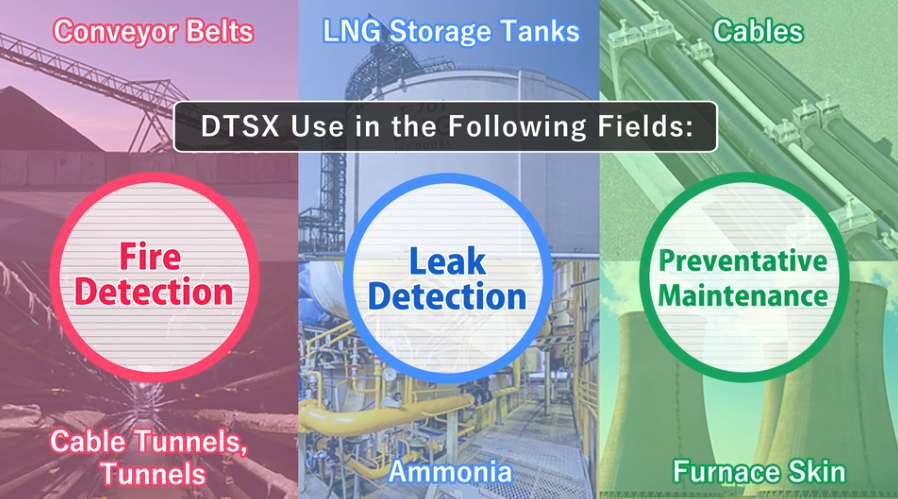 Conveyor Belts
LNG Storage Tanks
Cables
DTSX Use in the Following Fields:
Fire
Detection
Leak
Detection
Preventative
Maintenance
Cable Tunnels,
Tunnels
Ammonia
Furnace Skin